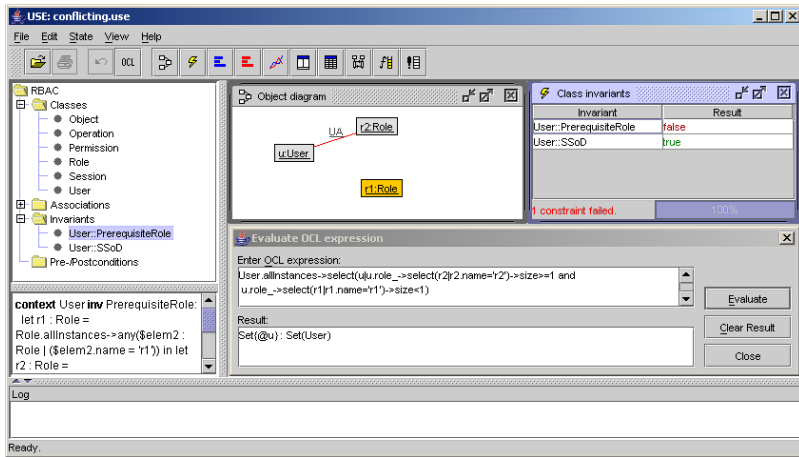 USE: conflicting.use
File Edit State View Help
OCL
RBAC
Classes
Object
Operation
Permission
Role
Session
User
Associations
Invariants
User::PrerequisiteRole
User::SSoD
Pre-/Postconditions
context User inv PrerequisiteRole:
let r1 : Role =
Role.allInstances->any($elem2 :
Role | ($elem2.name = 'r1')) in let
r2 : Role =
Object diagram
UA
r2:Role
u:User
r1:Role
Class invariants
Invariant Result
User::PrerequisiteRole false
User::SSoD true
1 constraint failed. 100%
Evaluate OCL expression
Enter OCL expression:
User.allInstances->select(u|u.role_->select(r2|r2.name='r2')->size>=1 and
u.role_->select(r1|r1.name='r1')->size<1)
Evaluate
Result:
Set{@u} : Set(User)
Clear Result
Close
Log
Ready.